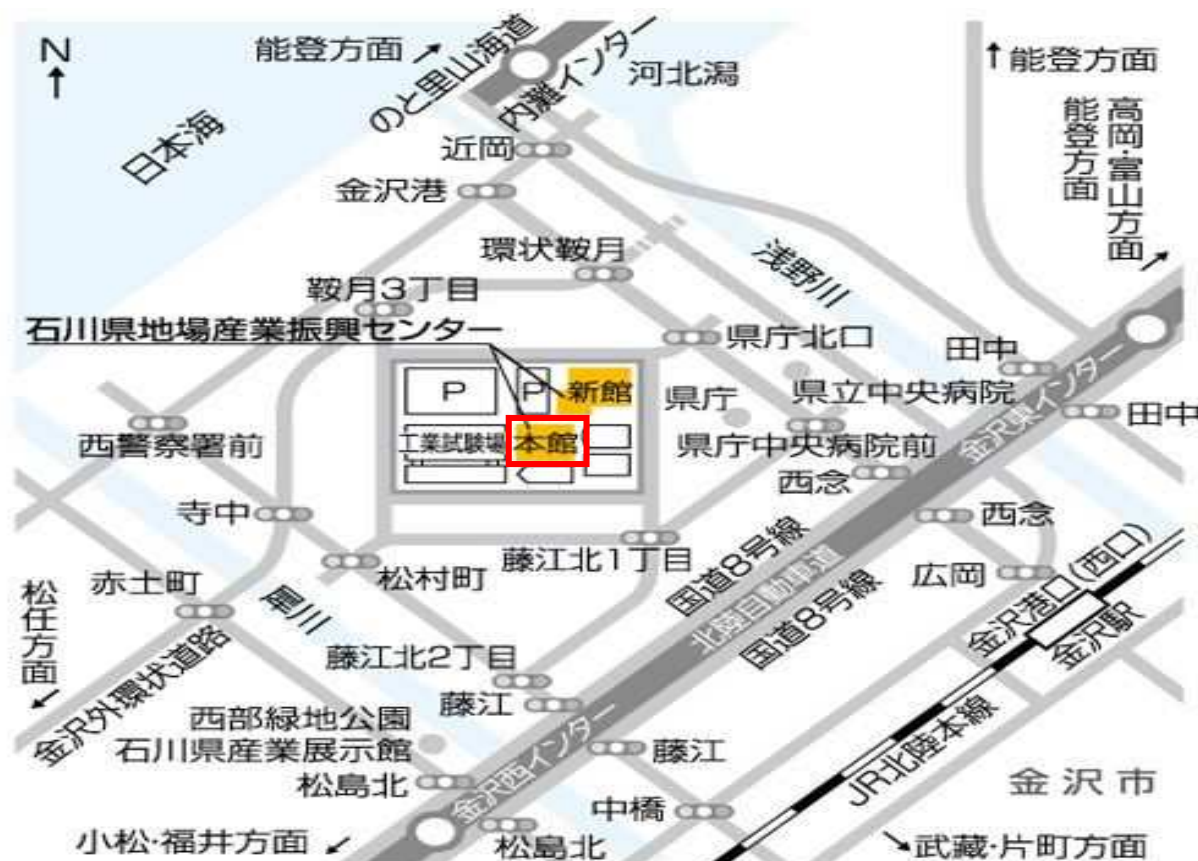 N
能登方面
のと里山海道
内灘インター
河北潟
能登方面
高岡・富山方面
能登方面
日本海
近岡
金沢港
環状鞍月
浅野川
鞍月3丁目
石川県地場産業振興センター
県庁北口
田中
P
P
新館
県庁
県立中央病院
金沢東インター
田中
西警察署前
工業試験場
本館
県庁中央病院前
西念
寺中
藤江北1丁目
西念
国道8号線
北陸自動車道
国道8号線
広岡
金沢港口(西口)
金沢駅
松任方面
赤土町
松村町
犀川
金沢外環状道路
藤江北2丁目
藤江
西部緑地公園
石川県産業展示館
金沢西インター
藤江
JR北陸本線
松島北
中橋
金沢市
小松・福井方面
松島北
武蔵・片町方面